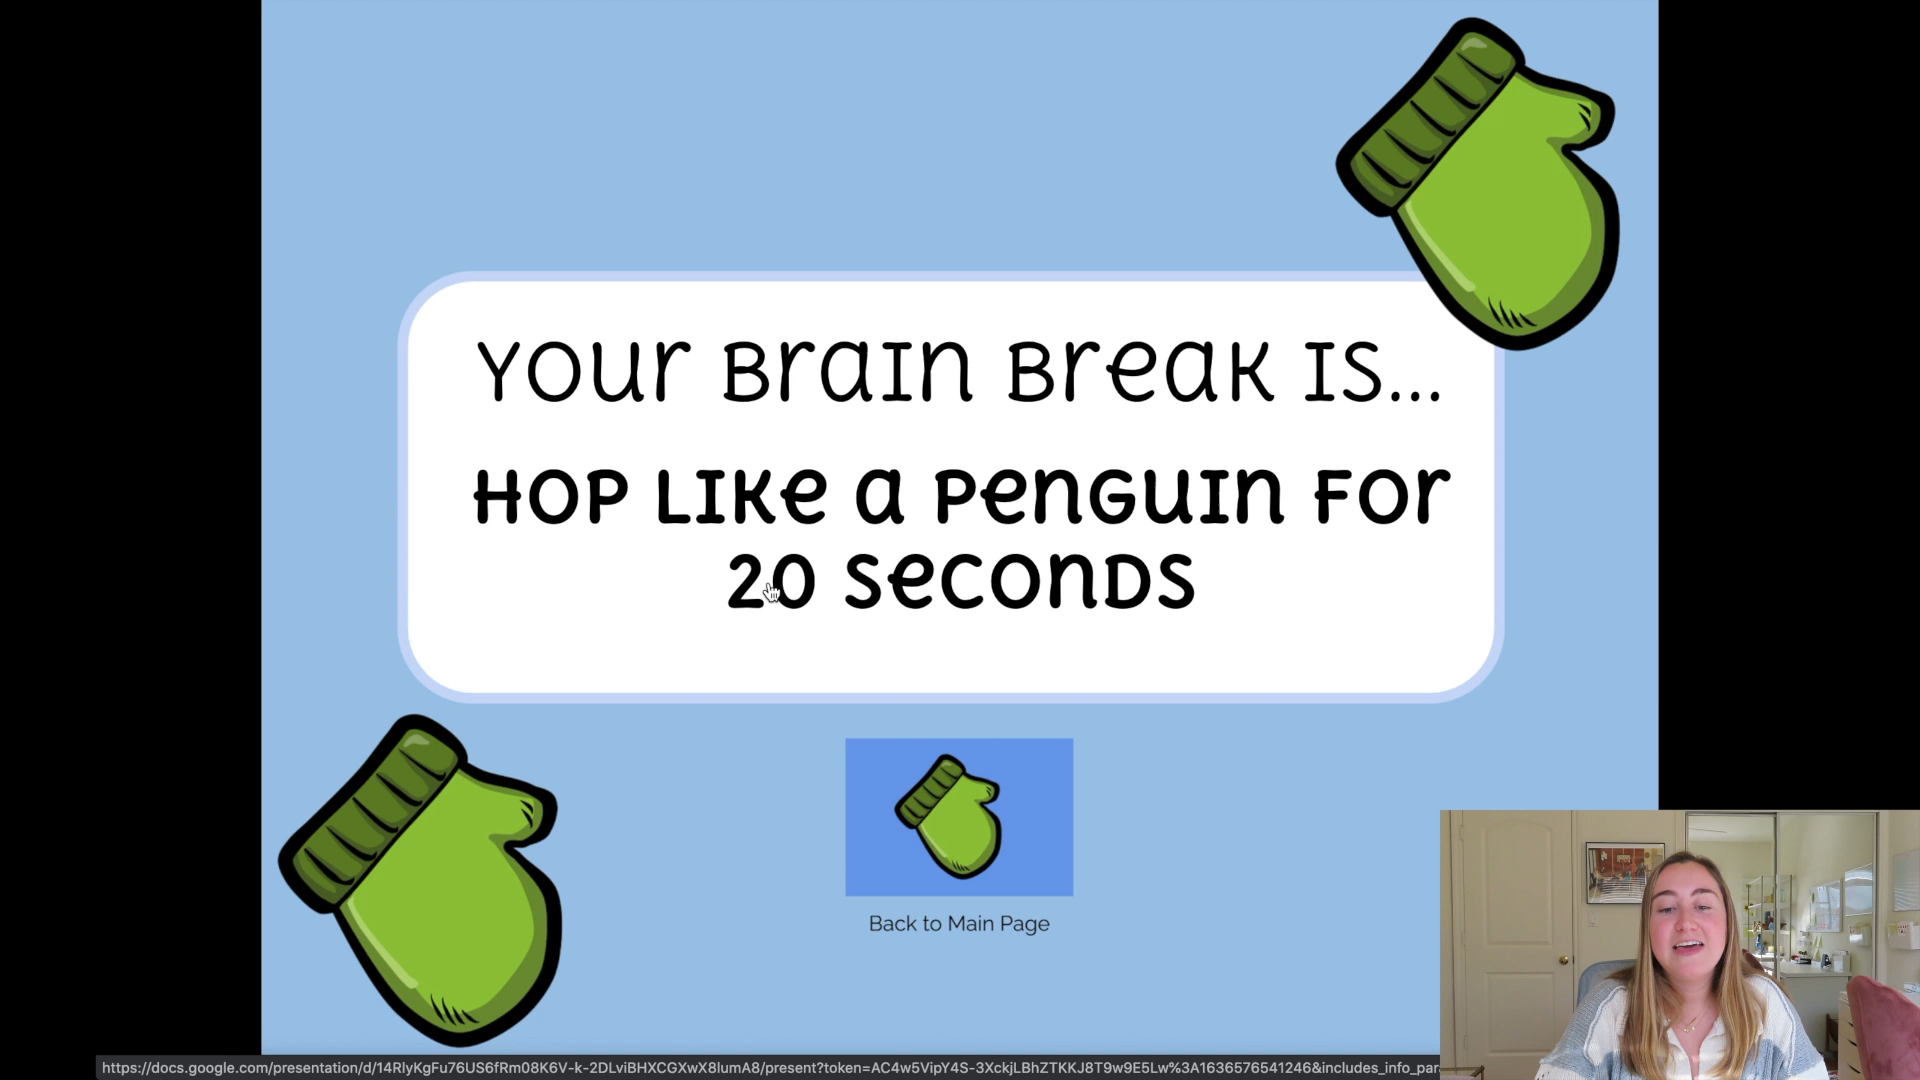 Your Brain Break is...
Hop like a penguin for
20 seconds
Back to Main Page
https://docs.google.com/presentation/d/14RlyKgFu76US6fRm08K6V-k-2DLviBHXCGXwX8lumA8/present?token=AC4w5VipY4S-3XckjLBhZTKKJ8T9w9E5Lw%3A1636576541246&includes_info_par